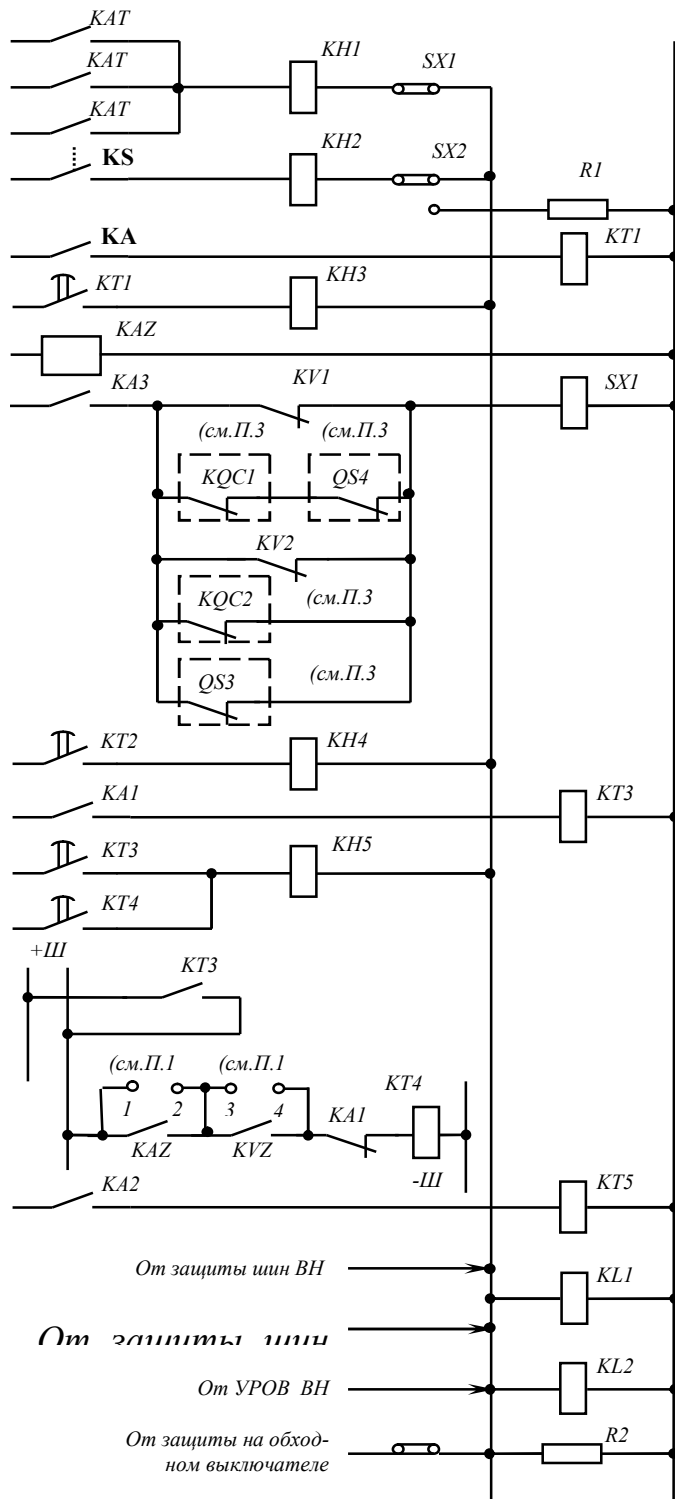 KAT
KAT
KH1
SX1
KAT
KS
KH2
SX2
R1
KA
KT1
KT1
KH3
KAZ
KA3
KV1
SX1
(см.П.3
(см.П.3
KQC1
QS4
KV2
KQC2
(см.П.3
QS3
(см.П.3
KT2
KH4
KA1
KT3
KT3
KH5
KT4
+Ш
KT3
(см.П.1
(см.П.1
KT4
1
2
3
4
KA1
KAZ
KVZ
-Ш
KA2
KT5
От защиты шин ВН
KL1
От защиты шин
От УРОВ ВН
KL2
От защиты на обход-
ном выключателе
R2